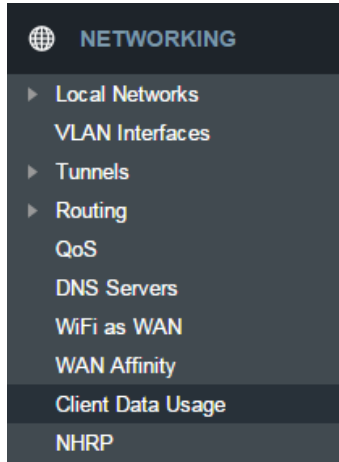 NETWORKING
Local Networks
VLAN Interfaces
Tunnels
Routing
QoS
DNS Servers
WiFi as WAN
WAN Affinity
Client Data Usage
NHRP